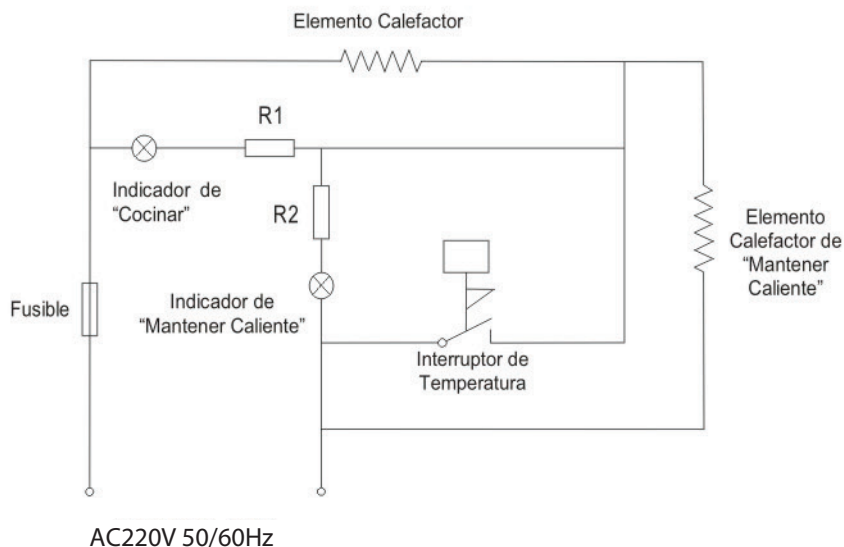 Elemento Calefactor
R1
Indicador de
“Cocinar”
R2
Elemento
Calefactor de
“Mantener
Caliente”
Fusible
Indicador de
“Mantener Caliente”
Interruptor de
Temperatura
AC220V 50/60Hz